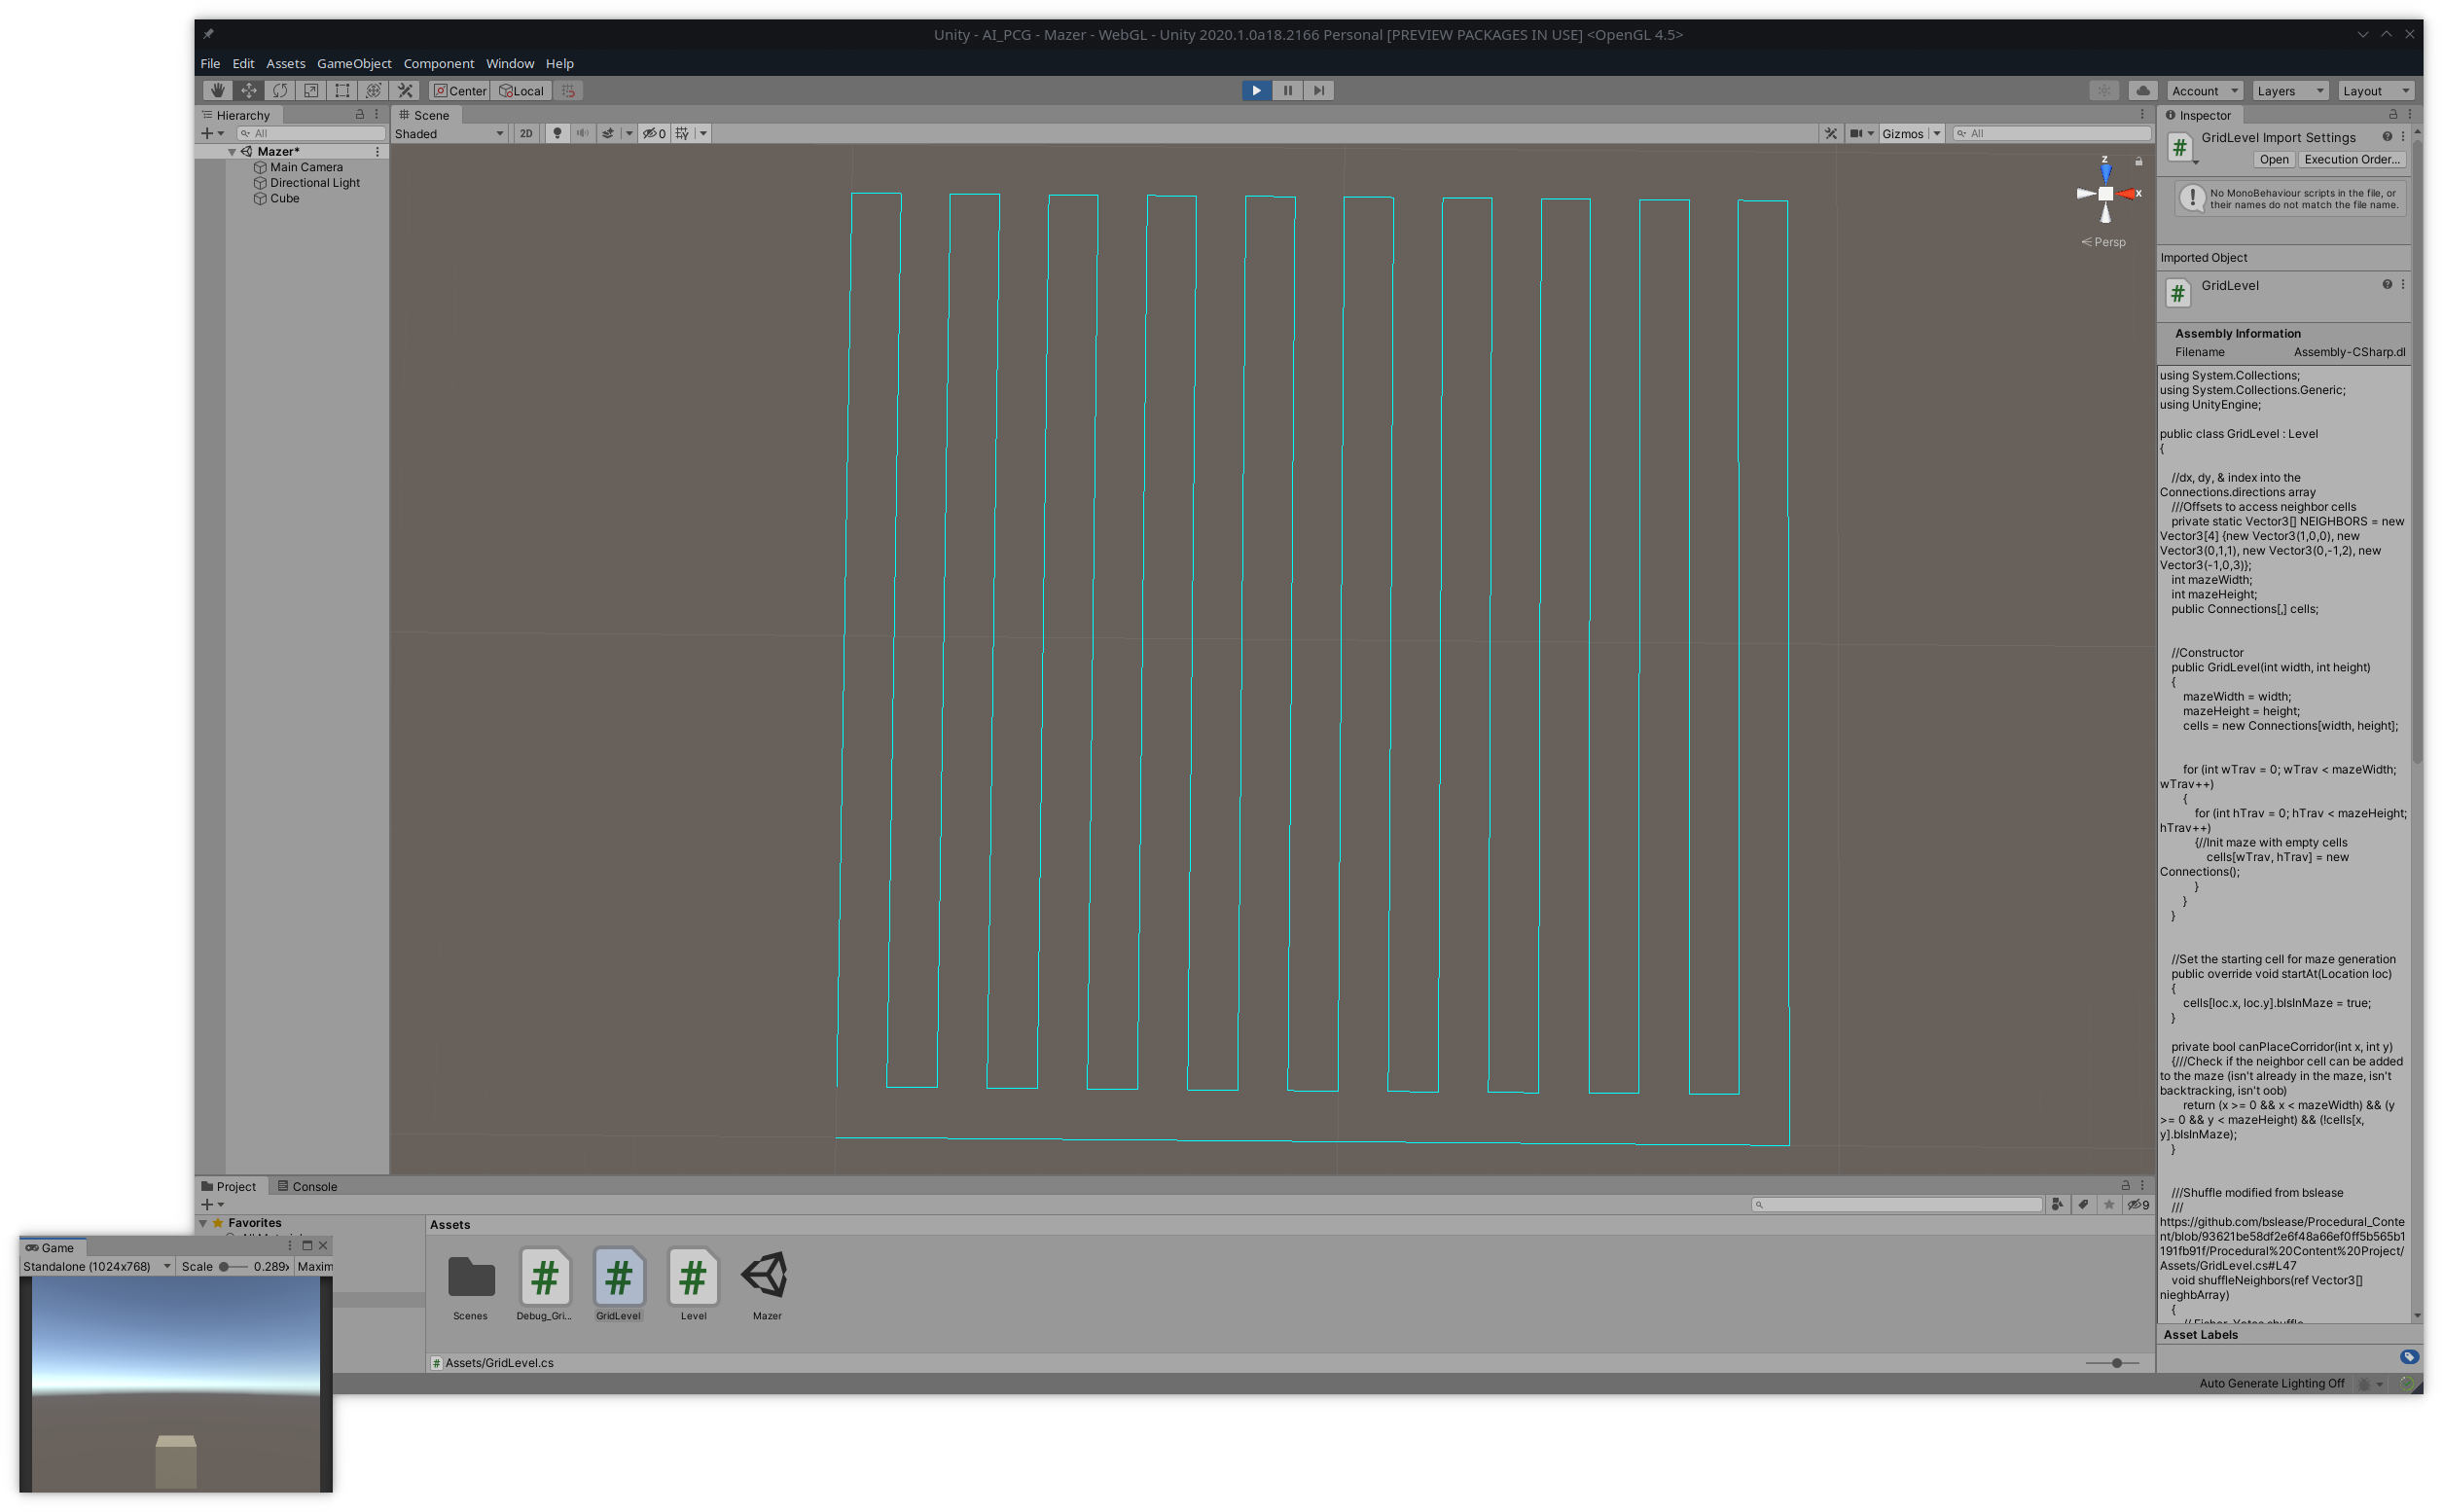 Unity - AI_PCG - Mazer - WebGL - Unity 2020.1.0a18.2166 Personal [PREVIEW PACKAGES IN USE] <OpenGL 4.5>
File Edit Assets GameObject Component Window Help
Center Local
Account Layers Layout
Hierarchy
All
Mazer*
Main Camera
Directional Light
Cube
Scene
Shaded 2D 0 Gizmos All
z
x
Persp
Inspector
GridLevel Import Settings
Open Execution Order...
No MonoBehaviour scripts in the file, or
their names do not match the file name.
Imported Object
GridLevel
Assembly Information
Filename Assembly-CSharp.dl
using System.Collections;
using System.Collections.Generic;
using UnityEngine;
public class GridLevel : Level
{
//dx, dy, & index into the
Connections.directions array
///Offsets to access neighbor cells
private static Vector3[] NEIGHBORS = new
Vector3[4] {new Vector3(1,0,0), new
Vector3(0,1,1), new Vector3(0,-1,2), new
Vector3(-1,0,3)};
int mazeWidth;
int mazeHeight;
public Connections[,] cells;
//Constructor
public GridLevel(int width, int height)
{
mazeWidth = width;
mazeHeight = height;
cells = new Connections[width, height];
for (int wTrav = 0; wTrav < mazeWidth;
wTrav++)
{
for (int hTrav = 0; hTrav < mazeHeight;
hTrav++)
{//Init maze with empty cells
cells[wTrav, hTrav] = new
Connections();
}
}
}
//Set the starting cell for maze generation
public override void startAt(Location loc)
{
cells[loc.x, loc.y].bIsInMaze = true;
}
private bool canPlaceCorridor(int x, int y)
{///Check if the neighbor cell can be added
to the maze (isn't already in the maze, isn't
backtracking, isn't oob)
return (x >= 0 && x < mazeWidth) && (y
>= 0 && y < mazeHeight) && (!cells[x,
y].bIsInMaze);
}
///Shuffle modified from bslease
///
https://github.com/bslease/Procedural_Conte
nt/blob/93621be58df2e6f48a66ef0ff5b565b1
191fb91f/Procedural%20Content%20Project/
Assets/GridLevel.cs#L47
void shuffleNeighbors(ref Vector3[]
nieghbArray)
{
Asset Labels
Project Console
9
Favorites
Assets
Scenes Debug_Gri... GridLevel Level Mazer
Assets/GridLevel.cs
Auto Generate Lighting Off
Game
Standalone (1024x768) Scale 0.289x Maxim